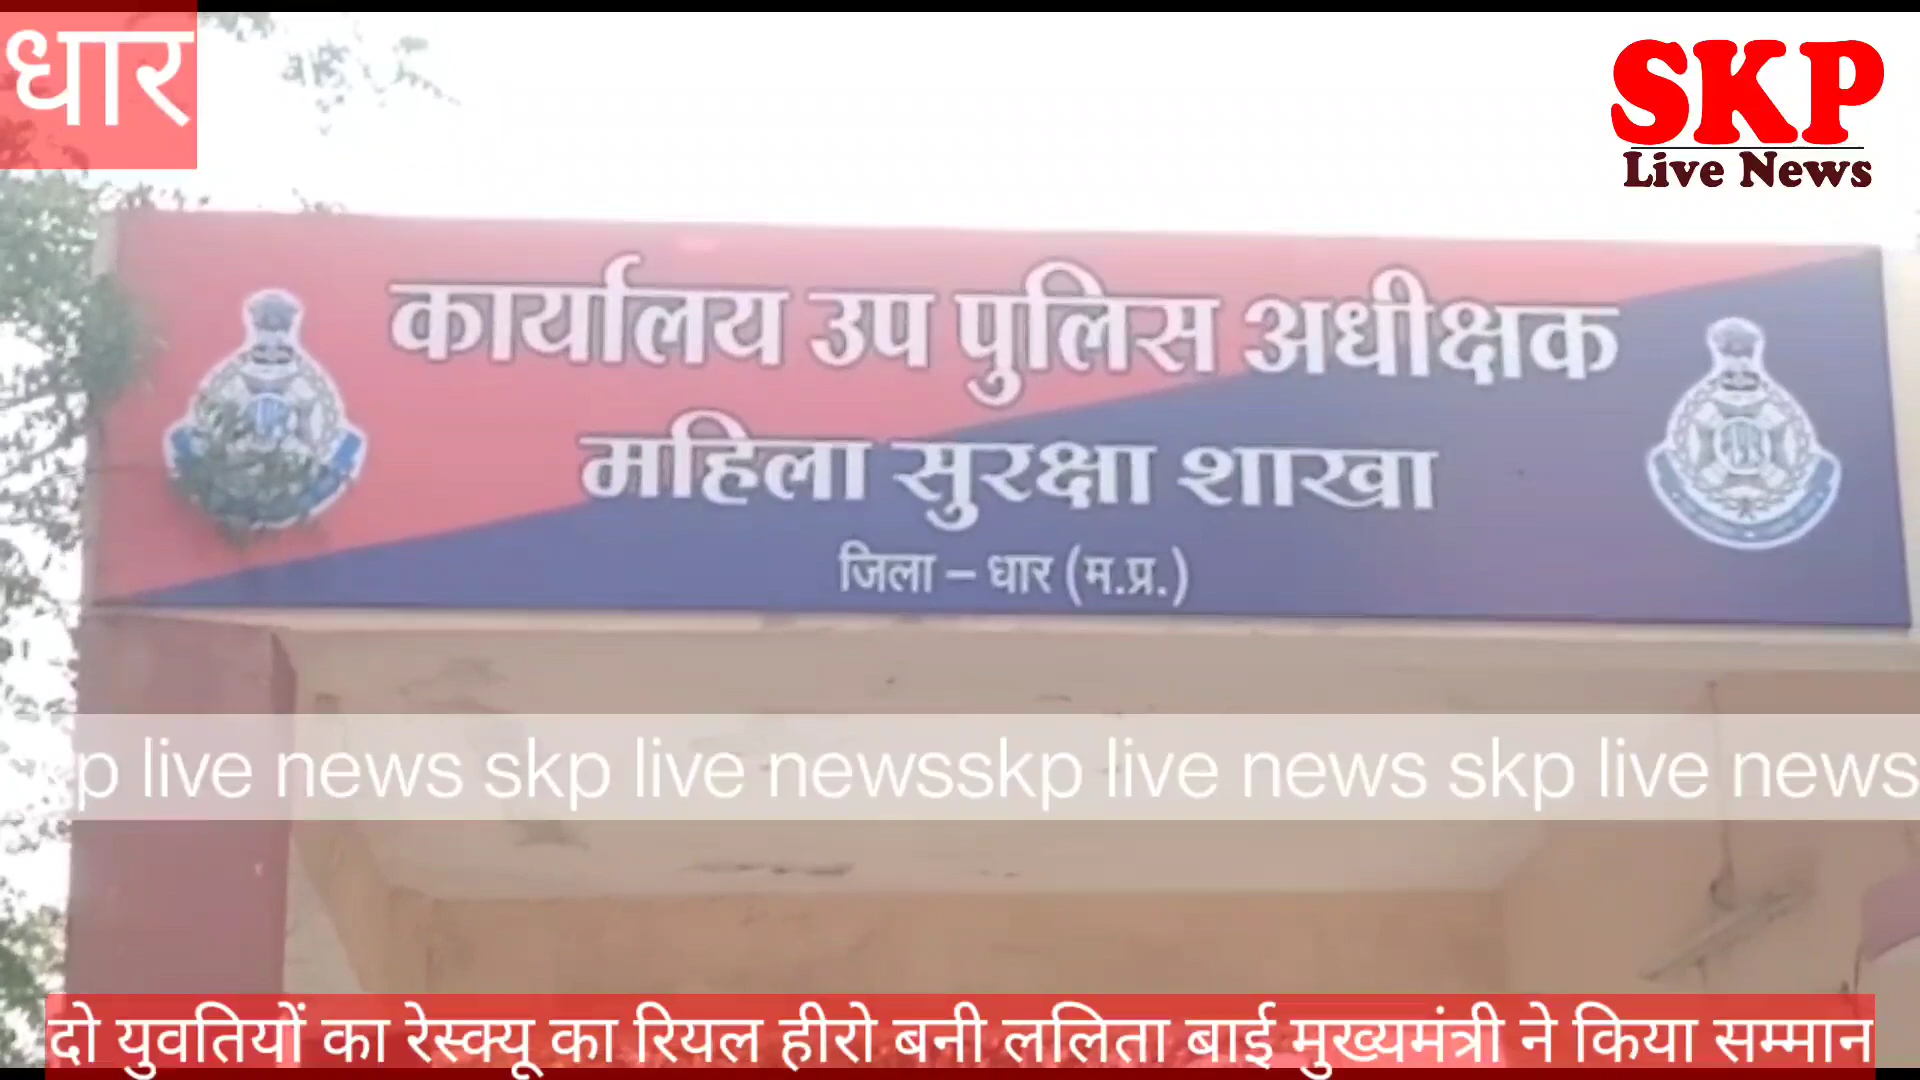 धार
SKP
Live News
कार्यालय उप पुलिस अधीक्षक
महिला सुरक्षा शाखा
जिला – धार (म.प्र.)
p live news skp live newsskp live news skp live news
दो युवतियों का रेस्क्यू का रियल हीरो बनी ललिता बाई मुख्यमंत्री ने किया सम्मान